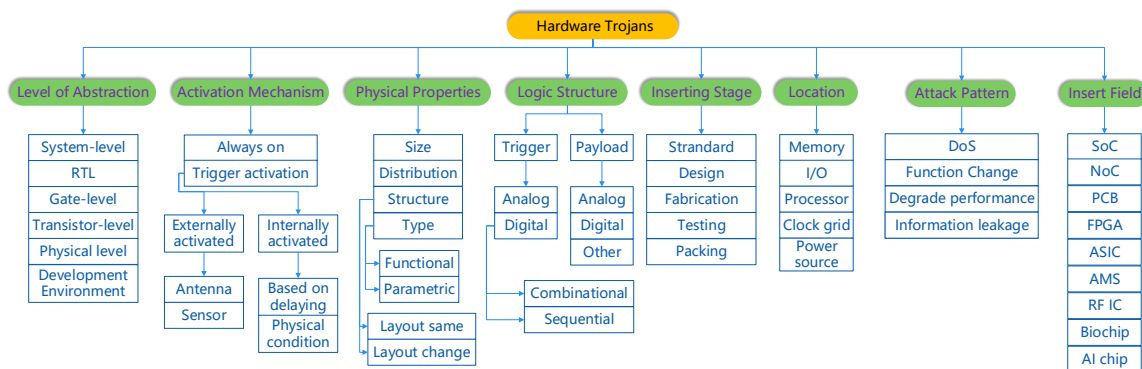 Hardware Trojans
Level of Abstraction
System-level
RTL
Gate-level
Transistor-level
Physical level
Development
Environment
Activation Mechanism
Always on
Trigger activation
Externally
activated
Antenna
Sensor
Internally
activated
Based on
delaying
Physical
condition
Physical Properties
Size
Distribution
Structure
Type
Functional
Parametric
Layout same
Layout change
Logic Structure
Trigger
Analog
Digital
Combinational
Sequential
Payload
Analog
Digital
Other
Inserting Stage
Strandard
Design
Fabrication
Testing
Packing
Location
Memory
I/O
Processor
Clock grid
Power
source
Attack Pattern
DoS
Function Change
Degrade performance
Information leakage
Insert Field
SoC
NoC
PCB
FPGA
ASIC
AMS
RF IC
Biochip
AI chip